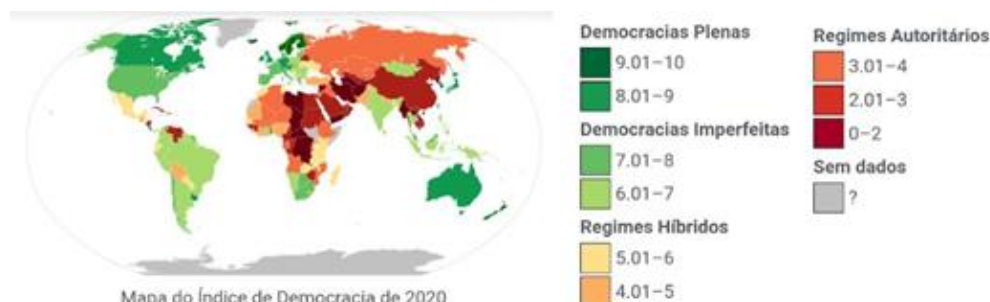 Democracias Plenas
9.01–10
8.01–9
Democracias Imperfeitas
7.01–8
6.01–7
Regimes Híbridos
5.01–6
4.01–5
Regimes Autoritários
3.01–4
2.01–3
0–2
Sem dados
?
Mapa do Índice de Democracia de 2020